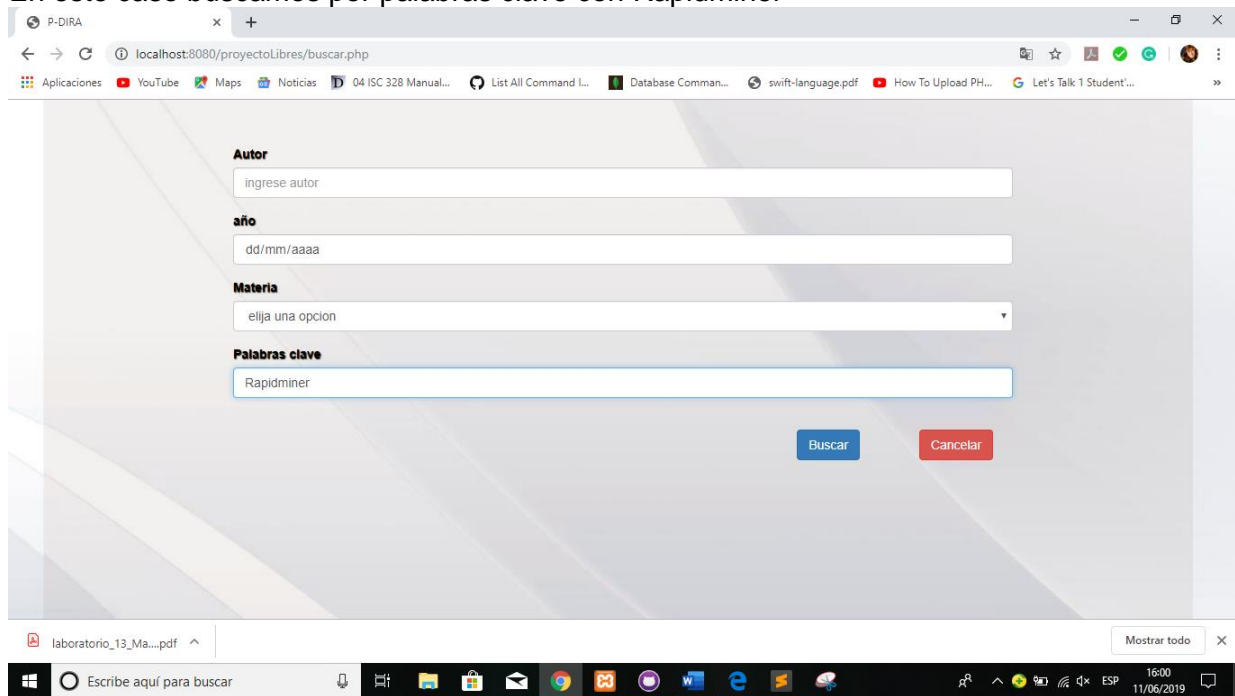 En este caso buscamos por palabras clave con Rapidminer
P-DIRA
localhost:8080/proyectoLibres/buscar.php
Aplicaciones YouTube Maps Noticias 04 ISC 328 Manual... List All Command I... Database Comman... swift-language.pdf How To Upload PH... Let's Talk 1 Student'... »
Autor
ingrese autor
año
dd/mm/aaaa
Materia
elija una opcion
Palabras clave
Rapidminer
Buscar Cancelar
laboratorio_13_Ma....pdf Mostrar todo
Escribe aquí para buscar ESP 16:00
11/06/2019